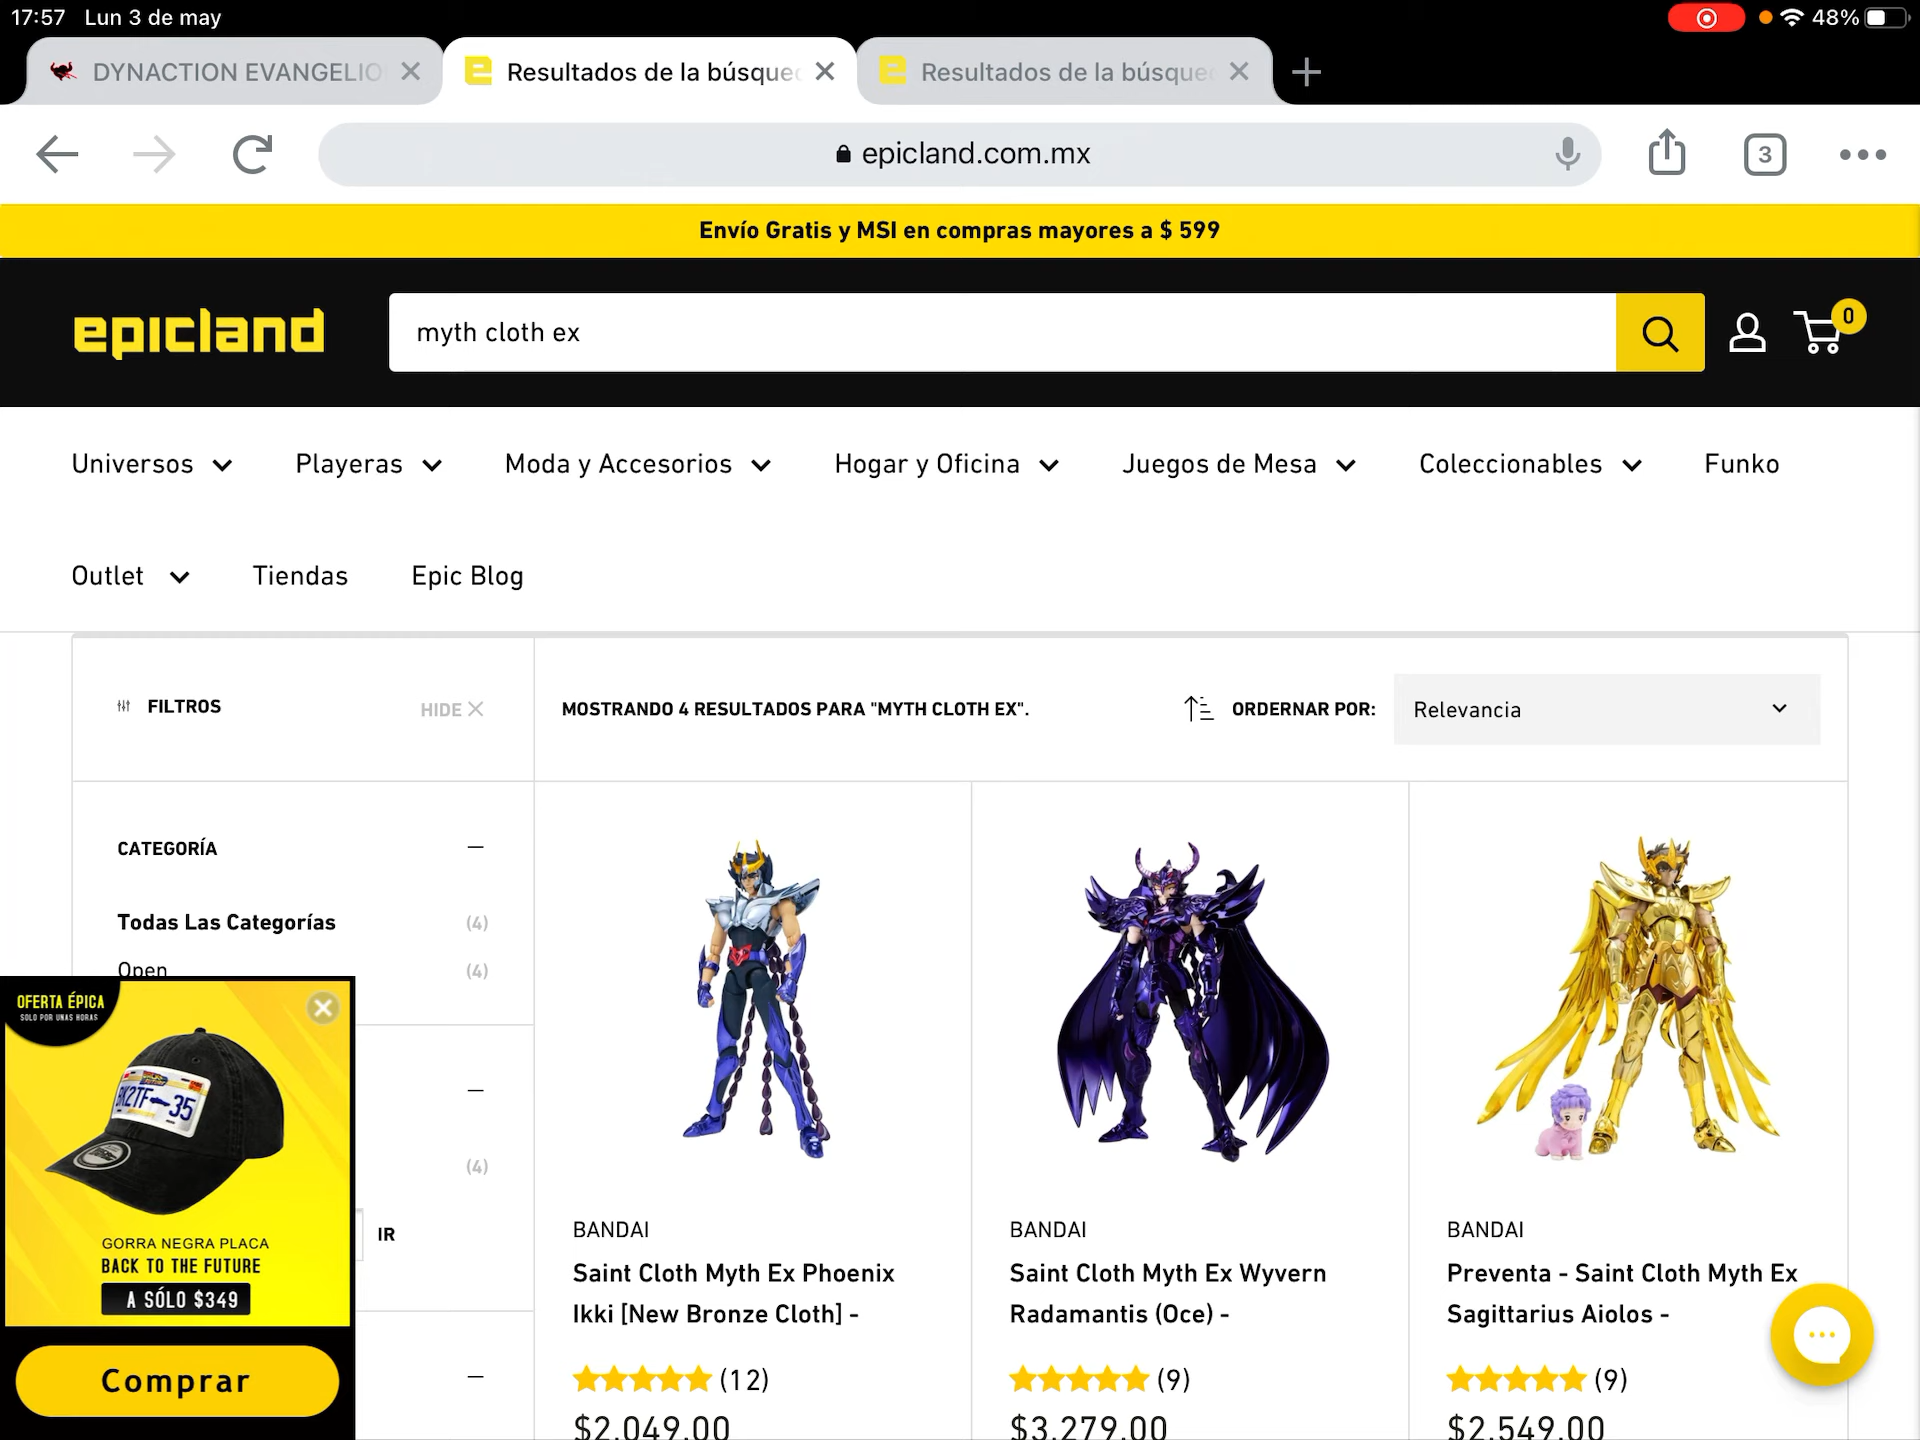 17:57 Lun 3 de may
48%
DYNACTION EVANGELIO
Resultados de la búsque
Resultados de la búsque
epicland.com.mx
3
Envío Gratis y MSI en compras mayores a $ 599
epicland
myth cloth ex
0
Universos Playeras Moda y Accesorios Hogar y Oficina Juegos de Mesa Coleccionables Funko
Outlet Tiendas Epic Blog
FILTROS
HIDE
MOSTRANDO 4 RESULTADOS PARA "MYTH CLOTH EX".
ORDERNAR POR:
Relevancia
CATEGORÍA
Todas Las Categorías (4)
Open (4)
(4)
IR
OFERTA ÉPICA
SOLO POR UNAS HORAS
BK2TF 35
GORRA NEGRA PLACA
BACK TO THE FUTURE
A SÓLO $349
Comprar
BANDAI
Saint Cloth Myth Ex Phoenix
Ikki [New Bronze Cloth] -
(12)
$2,049.00
BANDAI
Saint Cloth Myth Ex Wyvern
Radamantis (Oce) -
(9)
$3,279.00
BANDAI
Preventa - Saint Cloth Myth Ex
Sagittarius Aiolos -
(9)
$2,549.00